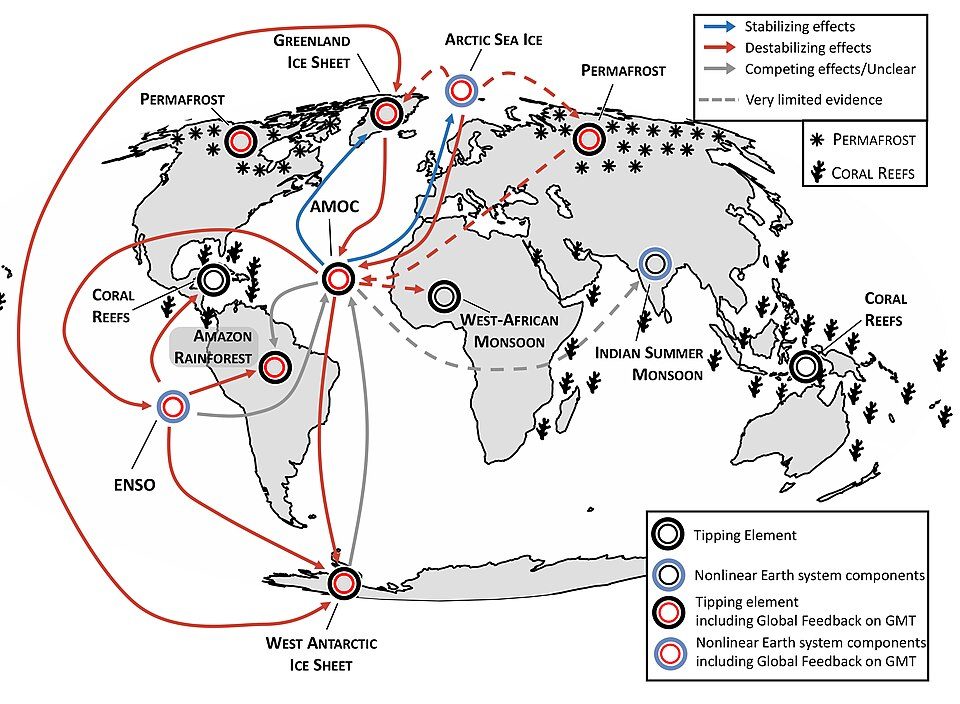 Stabilizing effects
Destabilizing effects
Competing effects/Unclear
Very limited evidence
PERMAFROST
CORAL REEFS
GREENLAND
ICE SHEET
ARCTIC SEA ICE
PERMAFROST
PERMAFROST
AMOC
CORAL
REEFS
AMAZON
RAINFOREST
WEST-AFRICAN
MONSOON
INDIAN SUMMER
MONSOON
CORAL
REEFS
ENSO
WEST ANTARCTIC
ICE SHEET
Tipping Element
Nonlinear Earth system components
Tipping element
including Global Feedback on GMT
Nonlinear Earth system components
including Global Feedback on GMT